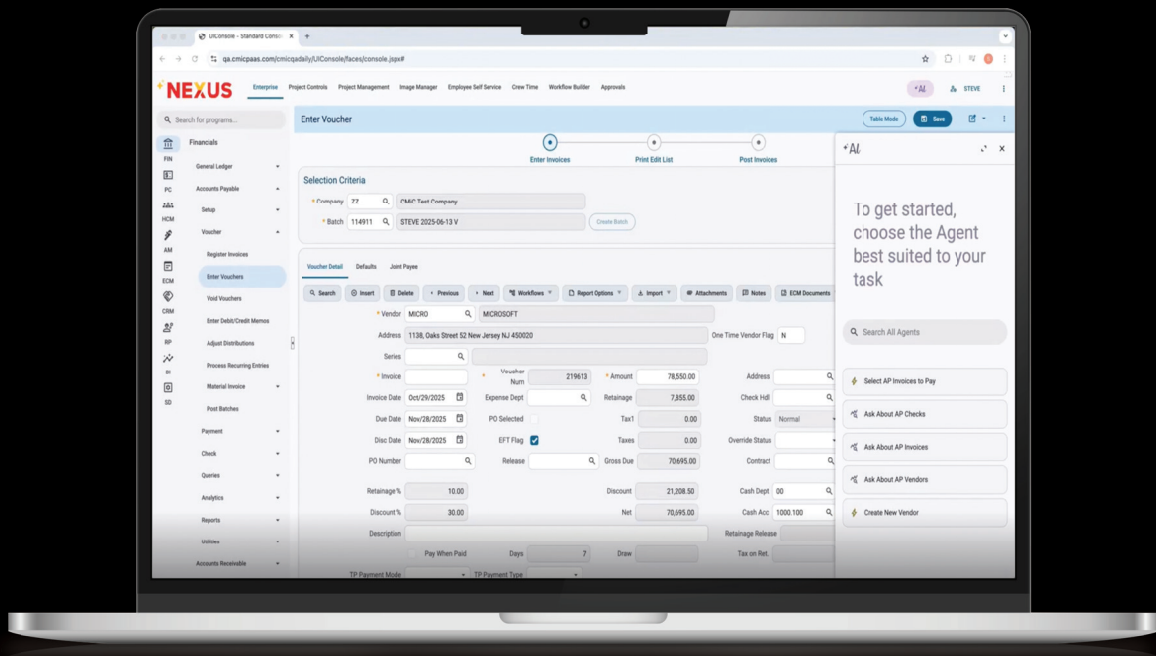 UIConsole - Standard Consol
qa.cmicpaas.com/cmicqadaily/UIConsole/faces/console.jspx#
NEXUS
Enterprise
Project Controls
Project Management
Image Manager
Employee Self Service
Crew Time
Workflow Builder
Approvals
AI
STEVE
Search for programs...
Enter Voucher
Table Mode
Save
FIN
PC
HCM
AM
ECM
CRM
RP
BI
SD
Financials
General Ledger
Accounts Payable
Setup
Voucher
Register Invoices
Enter Vouchers
Void Vouchers
Enter Debit/Credit Memos
Adjust Distributions
Process Recurring Entries
Material Invoice
Post Batches
Payment
Check
Queries
Analytics
Reports
Utilities
Accounts Receivable
Enter Invoices
Print Edit List
Post Invoices
Selection Criteria
* Company ZZ CMiC Test Company
* Batch 114911 STEVE 2025-06-13 V Create Batch
Voucher Detail Defaults Joint Payee
Search Insert Delete Previous Next Workflows Report Options Import Attachments Notes ECM Documents
* Vendor MICRO MICROSOFT
Address 1138, Oaks Street 52 New Jersey NJ 450020 One Time Vendor Flag N
Series
* Invoice * Voucher Num 219613 * Amount 78,550.00 Address
Invoice Date Oct/29/2025 Expense Dept Retainage 7,855.00 Check Hdl
Due Date Nov/28/2025 PO Selected Tax1 0.00 Status Normal
Disc Date Nov/28/2025 EFT Flag Taxes 0.00 Override Status
PO Number Release Gross Due 70695.00 Contract
Retainage% 10.00 Discount 21,208.50 Cash Dept 00
Discount% 30.00 Net 70,695.00 Cash Acc 1000.100
Description Retainage Release
Pay When Paid Days 7 Draw Tax on Ret.
TP Payment Mode TP Payment Type
AI
To get started,
choose the Agent
best suited to your
task
Search All Agents
Select AP Invoices to Pay
Ask About AP Checks
Ask About AP Invoices
Ask About AP Vendors
Create New Vendor